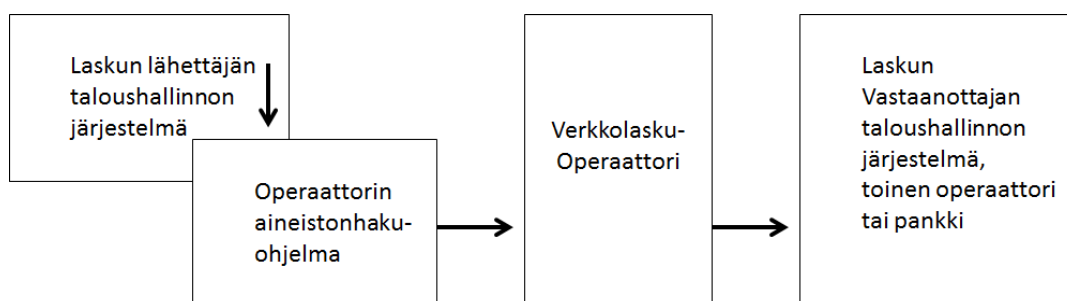 Laskun lähettäjän
taloushallinnon
järjestelmä
Operaattorin
aineistonhaku-
ohjelma
Verkkolasku-
Operaattori
Laskun
Vastaanottajan
taloushallinnon
järjestelmä,
toinen operaattori
tai pankki